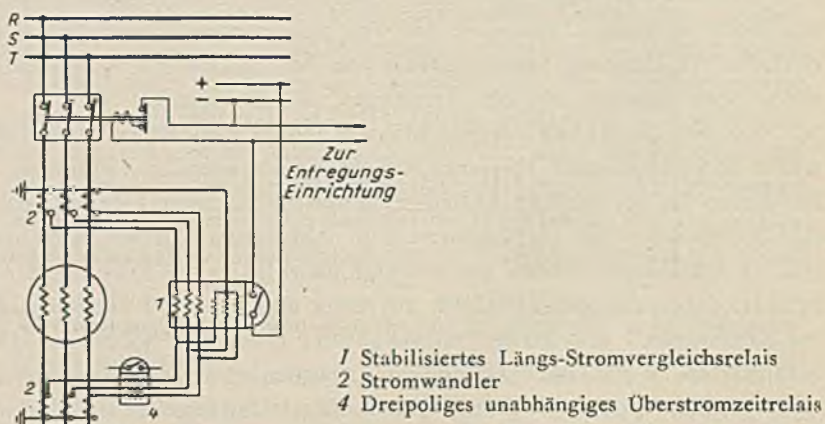 R
S
T
+
−
Zur
Entregungs-
Einrichtung
2
1
2
4
1 Stabilisiertes Längs-Stromvergleichsrelais
2 Stromwandler
4 Dreipoliges unabhängiges Überstromzeitrelais